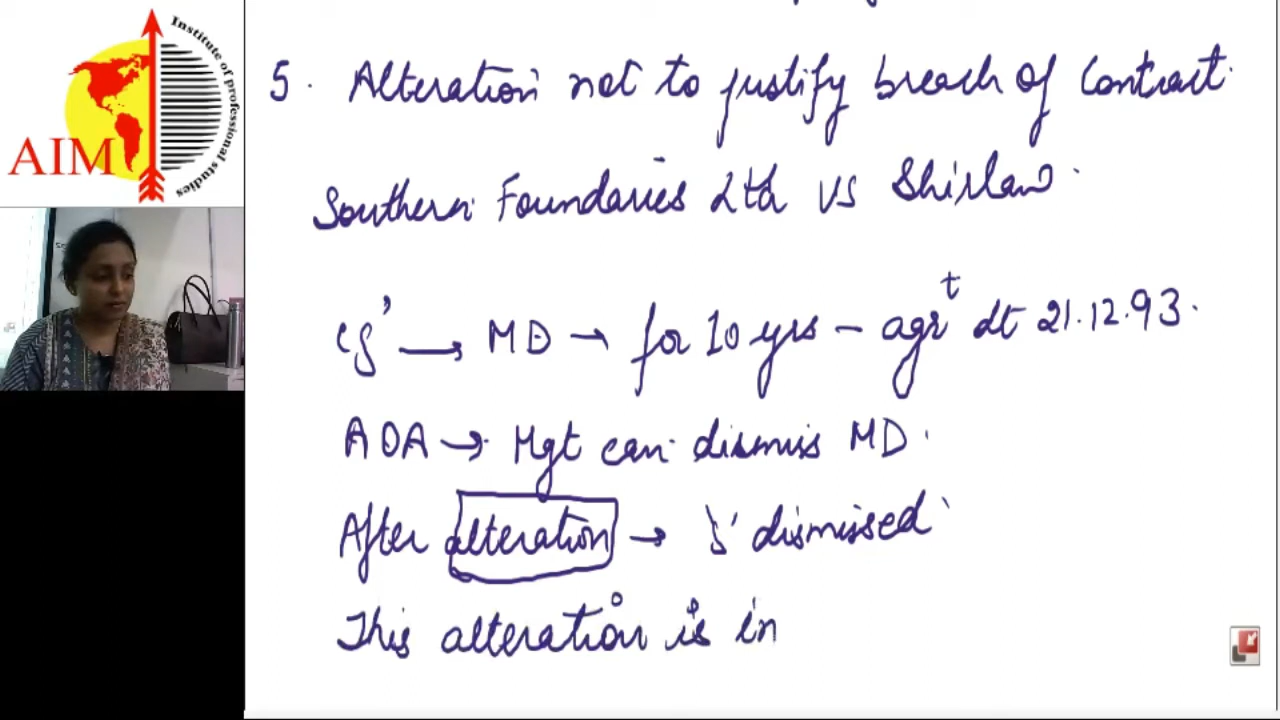 AIM
Institute of professional studies
5. Alteration not to justify breach of Contract.
Southern Foundaries Ltd VS Shirlaw.
'S' → MD → for 10 yrs – agrᵗ dt 21.12.93.
AOA → Mgt can dismiss MD.
After alteration → 'S' dismissed
This alteration is in